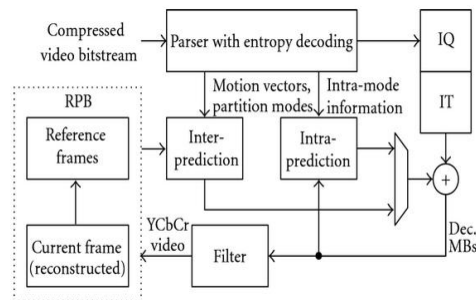 Compressed
video bitstream
Parser with entropy decoding
IQ
IT
Motion vectors,
partition modes
Intra-mode
information
RPB
Reference
frames
Inter-
prediction
Intra-
prediction
+
Current frame
(reconstructed)
YCbCr
video
Filter
Dec.
MBs